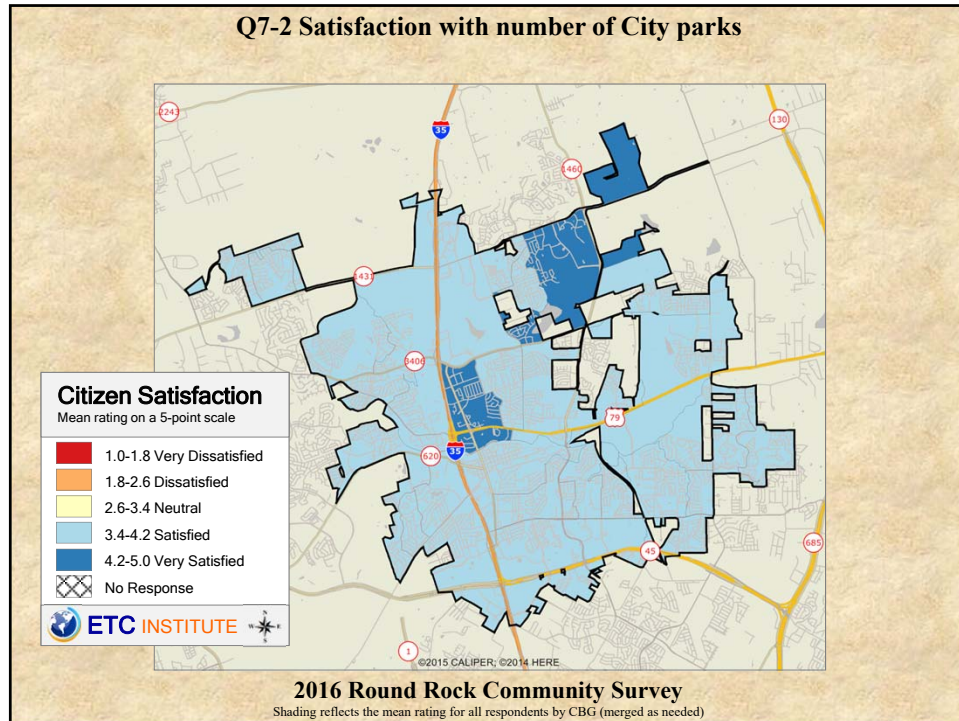 Q7-2 Satisfaction with number of City parks
2243
35
130
1460
1431
3406
79
620
35
45
685
1
Citizen Satisfaction
Mean rating on a 5-point scale
1.0-1.8 Very Dissatisfied
1.8-2.6 Dissatisfied
2.6-3.4 Neutral
3.4-4.2 Satisfied
4.2-5.0 Very Satisfied
No Response
ETC INSTITUTE
N
W E
S
©2015 CALIPER; ©2014 HERE
2016 Round Rock Community Survey
Shading reflects the mean rating for all respondents by CBG (merged as needed)